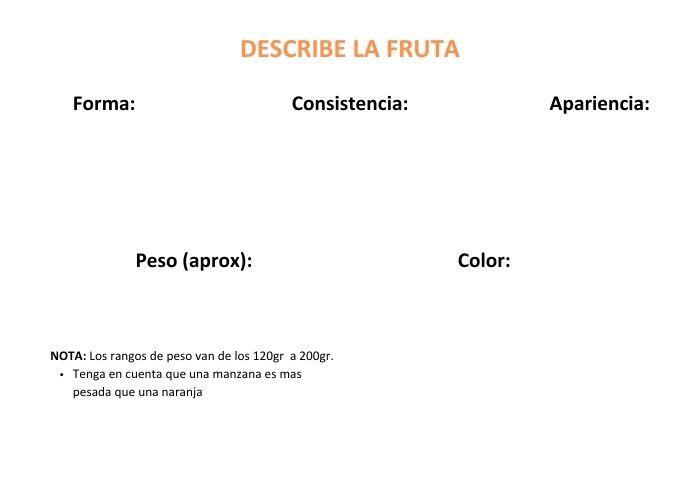 DESCRIBE LA FRUTA
Forma: Consistencia: Apariencia:
Peso (aprox): Color:
NOTA: Los rangos de peso van de los 120gr a 200gr.
• Tenga en cuenta que una manzana es mas
pesada que una naranja